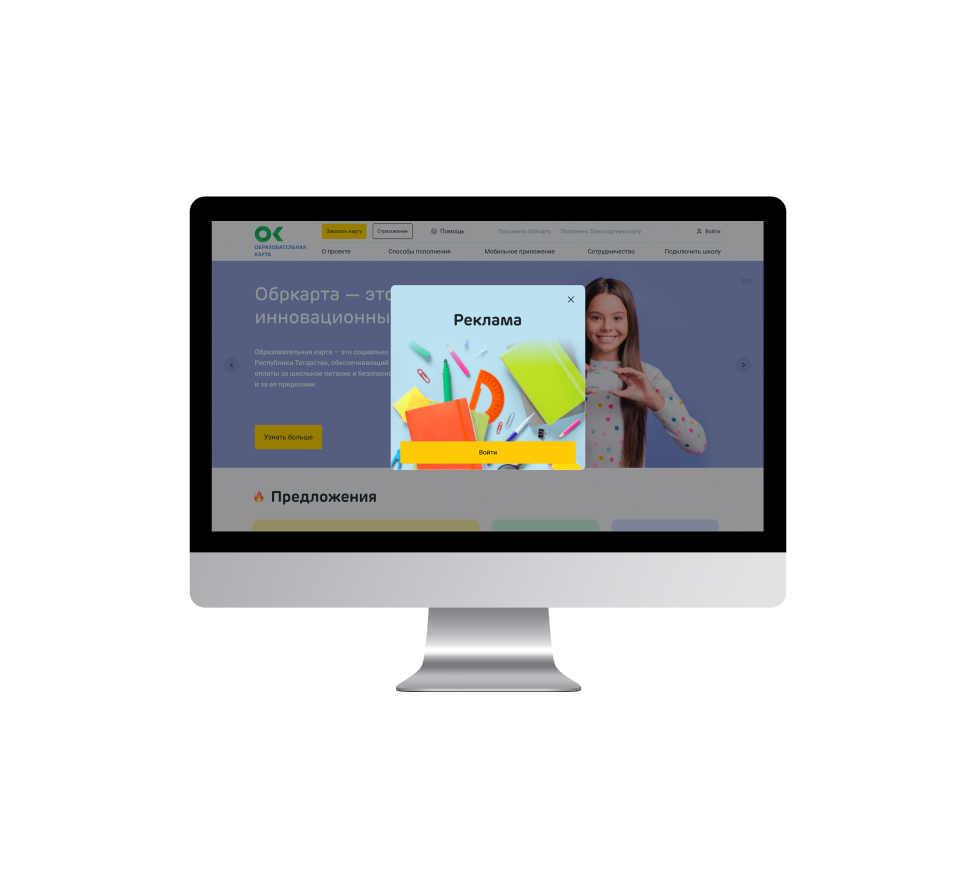 ОК
ОБРАЗОВАТЕЛЬНАЯ
КАРТА
Заказать карту
Страхование
Помощь
Пополнить Обркарту
Пополнить Транспортную карту
Войти
О проекте
Способы пополнения
Мобильное приложение
Сотрудничество
Подключить школу
Обркарта — это
инновационны
Образовательная карта – это социально
Республики Татарстан, обеспечивающий
оплаты за школьное питание и безопасн
и за ее пределами.
Узнать больше
Реклама
Войти
Предложения